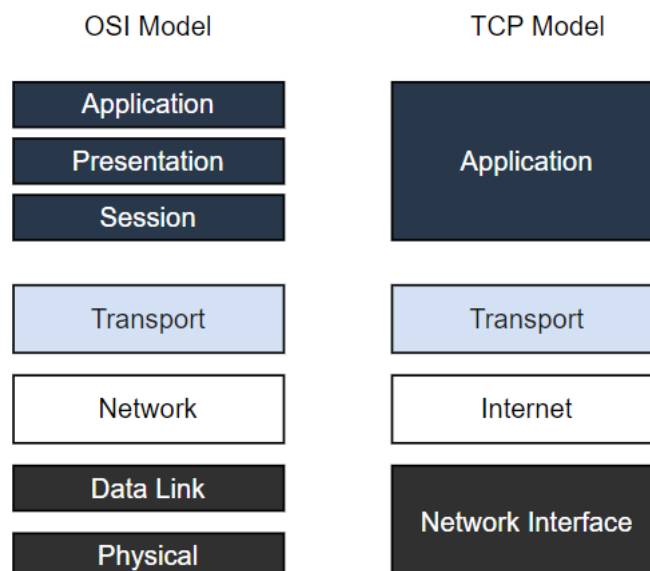 OSI Model
TCP Model
Application
Presentation
Session
Application
Transport
Transport
Network
Internet
Data Link
Physical
Network Interface